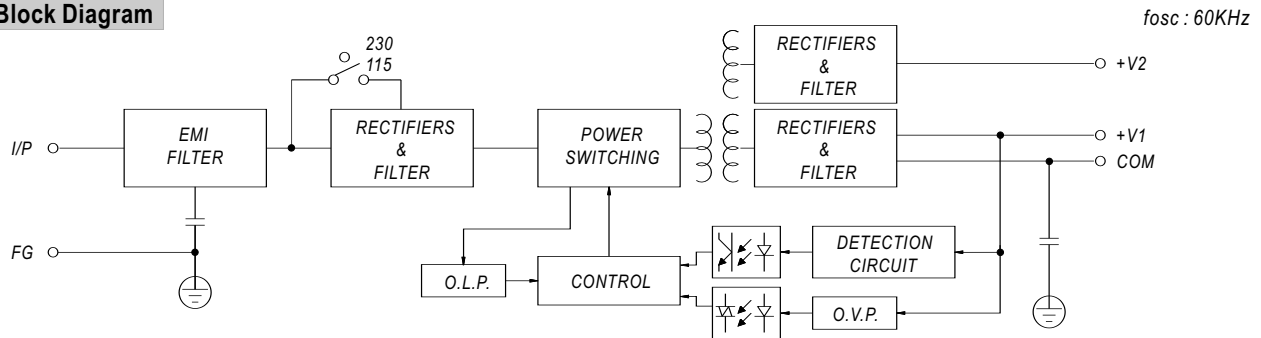 Block Diagram
fosc : 60KHz
230
115
I/P
EMI
FILTER
RECTIFIERS
&
FILTER
POWER
SWITCHING
RECTIFIERS
&
FILTER
+V2
RECTIFIERS
&
FILTER
+V1
COM
FG
O.L.P.
CONTROL
DETECTION
CIRCUIT
O.V.P.